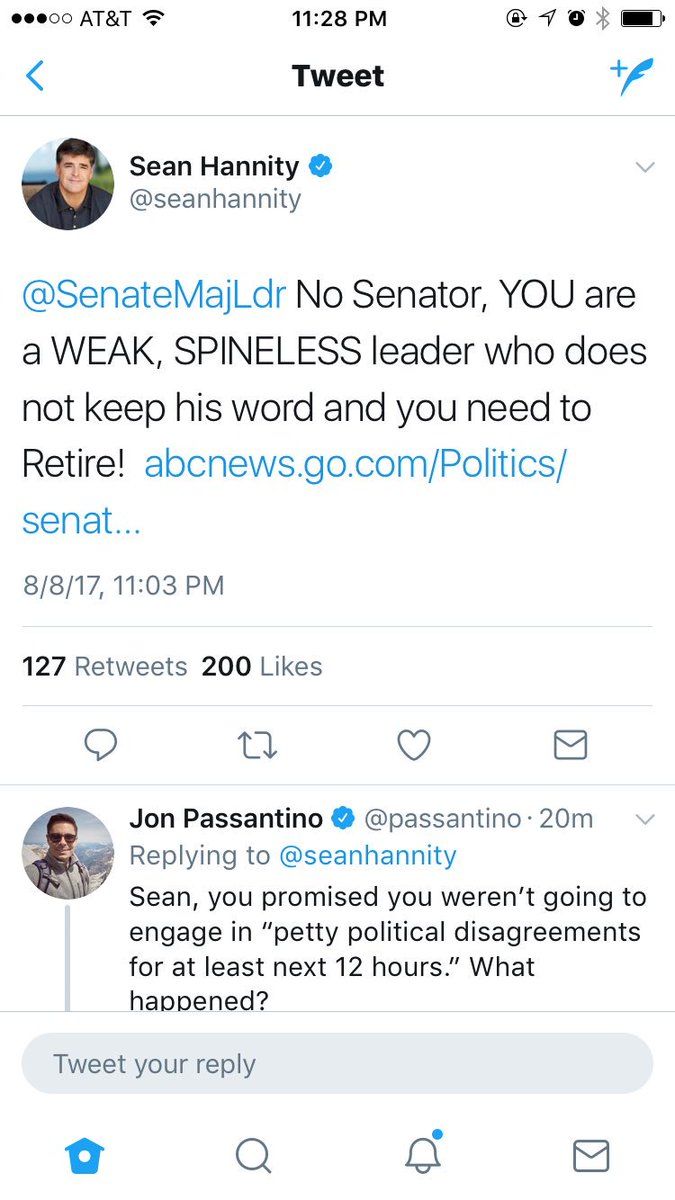 AT&T 11:28 PM
Tweet
Sean Hannity
@seanhannity
@SenateMajLdr No Senator, YOU are
a WEAK, SPINELESS leader who does
not keep his word and you need to
Retire! abcnews.go.com/Politics/
senat...
8/8/17, 11:03 PM
127 Retweets 200 Likes
Jon Passantino @passantino · 20m
Replying to @seanhannity
Sean, you promised you weren’t going to
engage in “petty political disagreements
for at least next 12 hours.” What
happened?
Tweet your reply